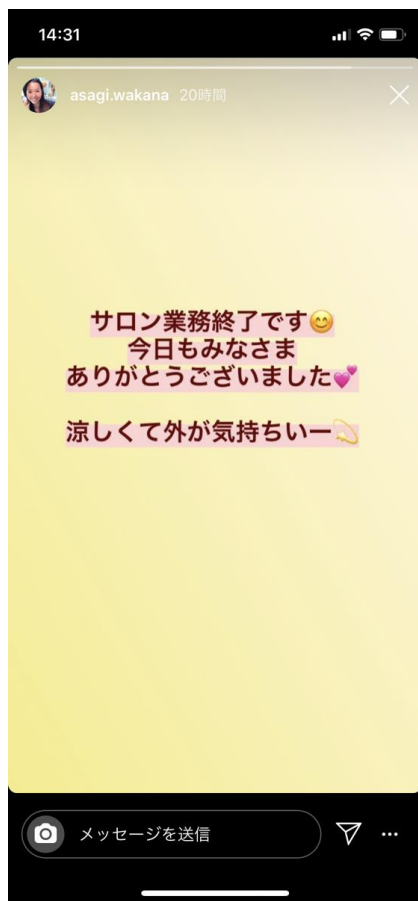 14:31
asagi.wakana 20時間
サロン業務終了です😊
今日もみなさま
ありがとうございました💕
涼しくて外が気持ちいー💫
メッセージを送信